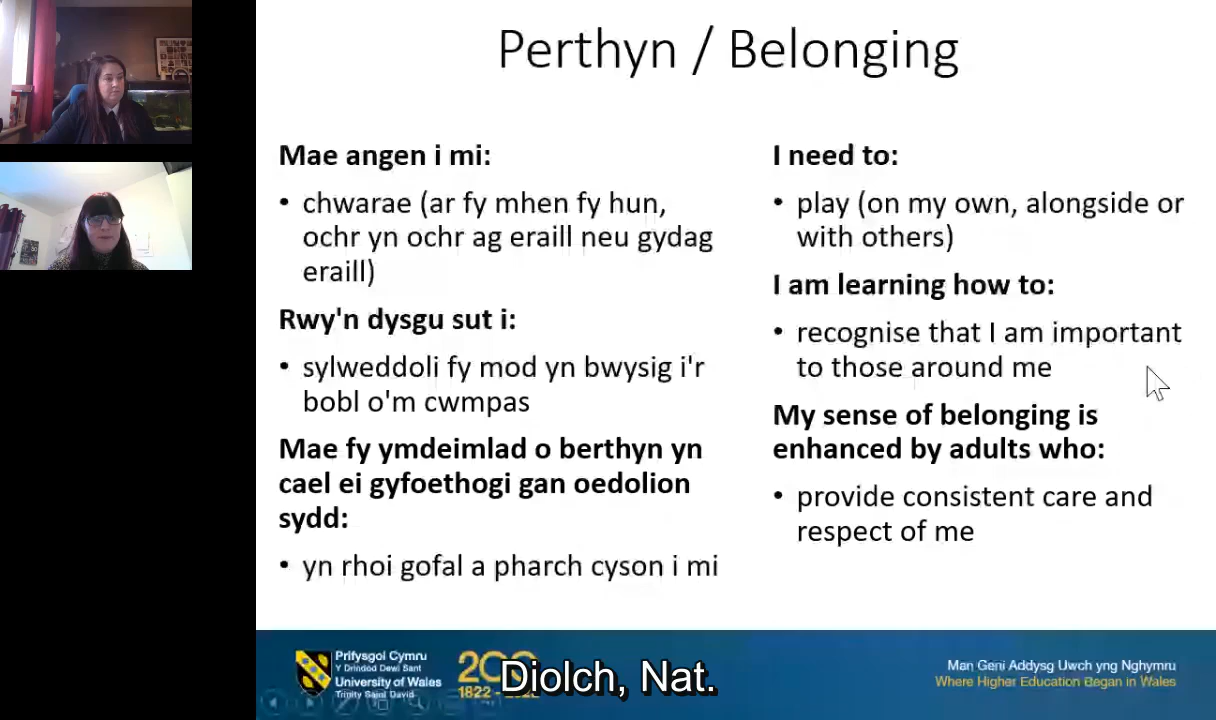 Perthyn / Belonging
Mae angen i mi:
• chwarae (ar fy mhen fy hun,
ochr yn ochr ag eraill neu gydag
eraill)
Rwy'n dysgu sut i:
• sylweddoli fy mod yn bwysig i'r
bobl o'm cwmpas
Mae fy ymdeimlad o berthyn yn
cael ei gyfoethogi gan oedolion
sydd:
• yn rhoi gofal a pharch cyson i mi
I need to:
• play (on my own, alongside or
with others)
I am learning how to:
• recognise that I am important
to those around me
My sense of belonging is
enhanced by adults who:
• provide consistent care and
respect of me
Prifysgol Cymru
Y Drindod Dewi Sant
University of Wales
Trinity Saint David
200
1822 - 
Diolch, Nat.
Man Geni Addysg Uwch yng Nghymru
Where Higher Education Began in Wales